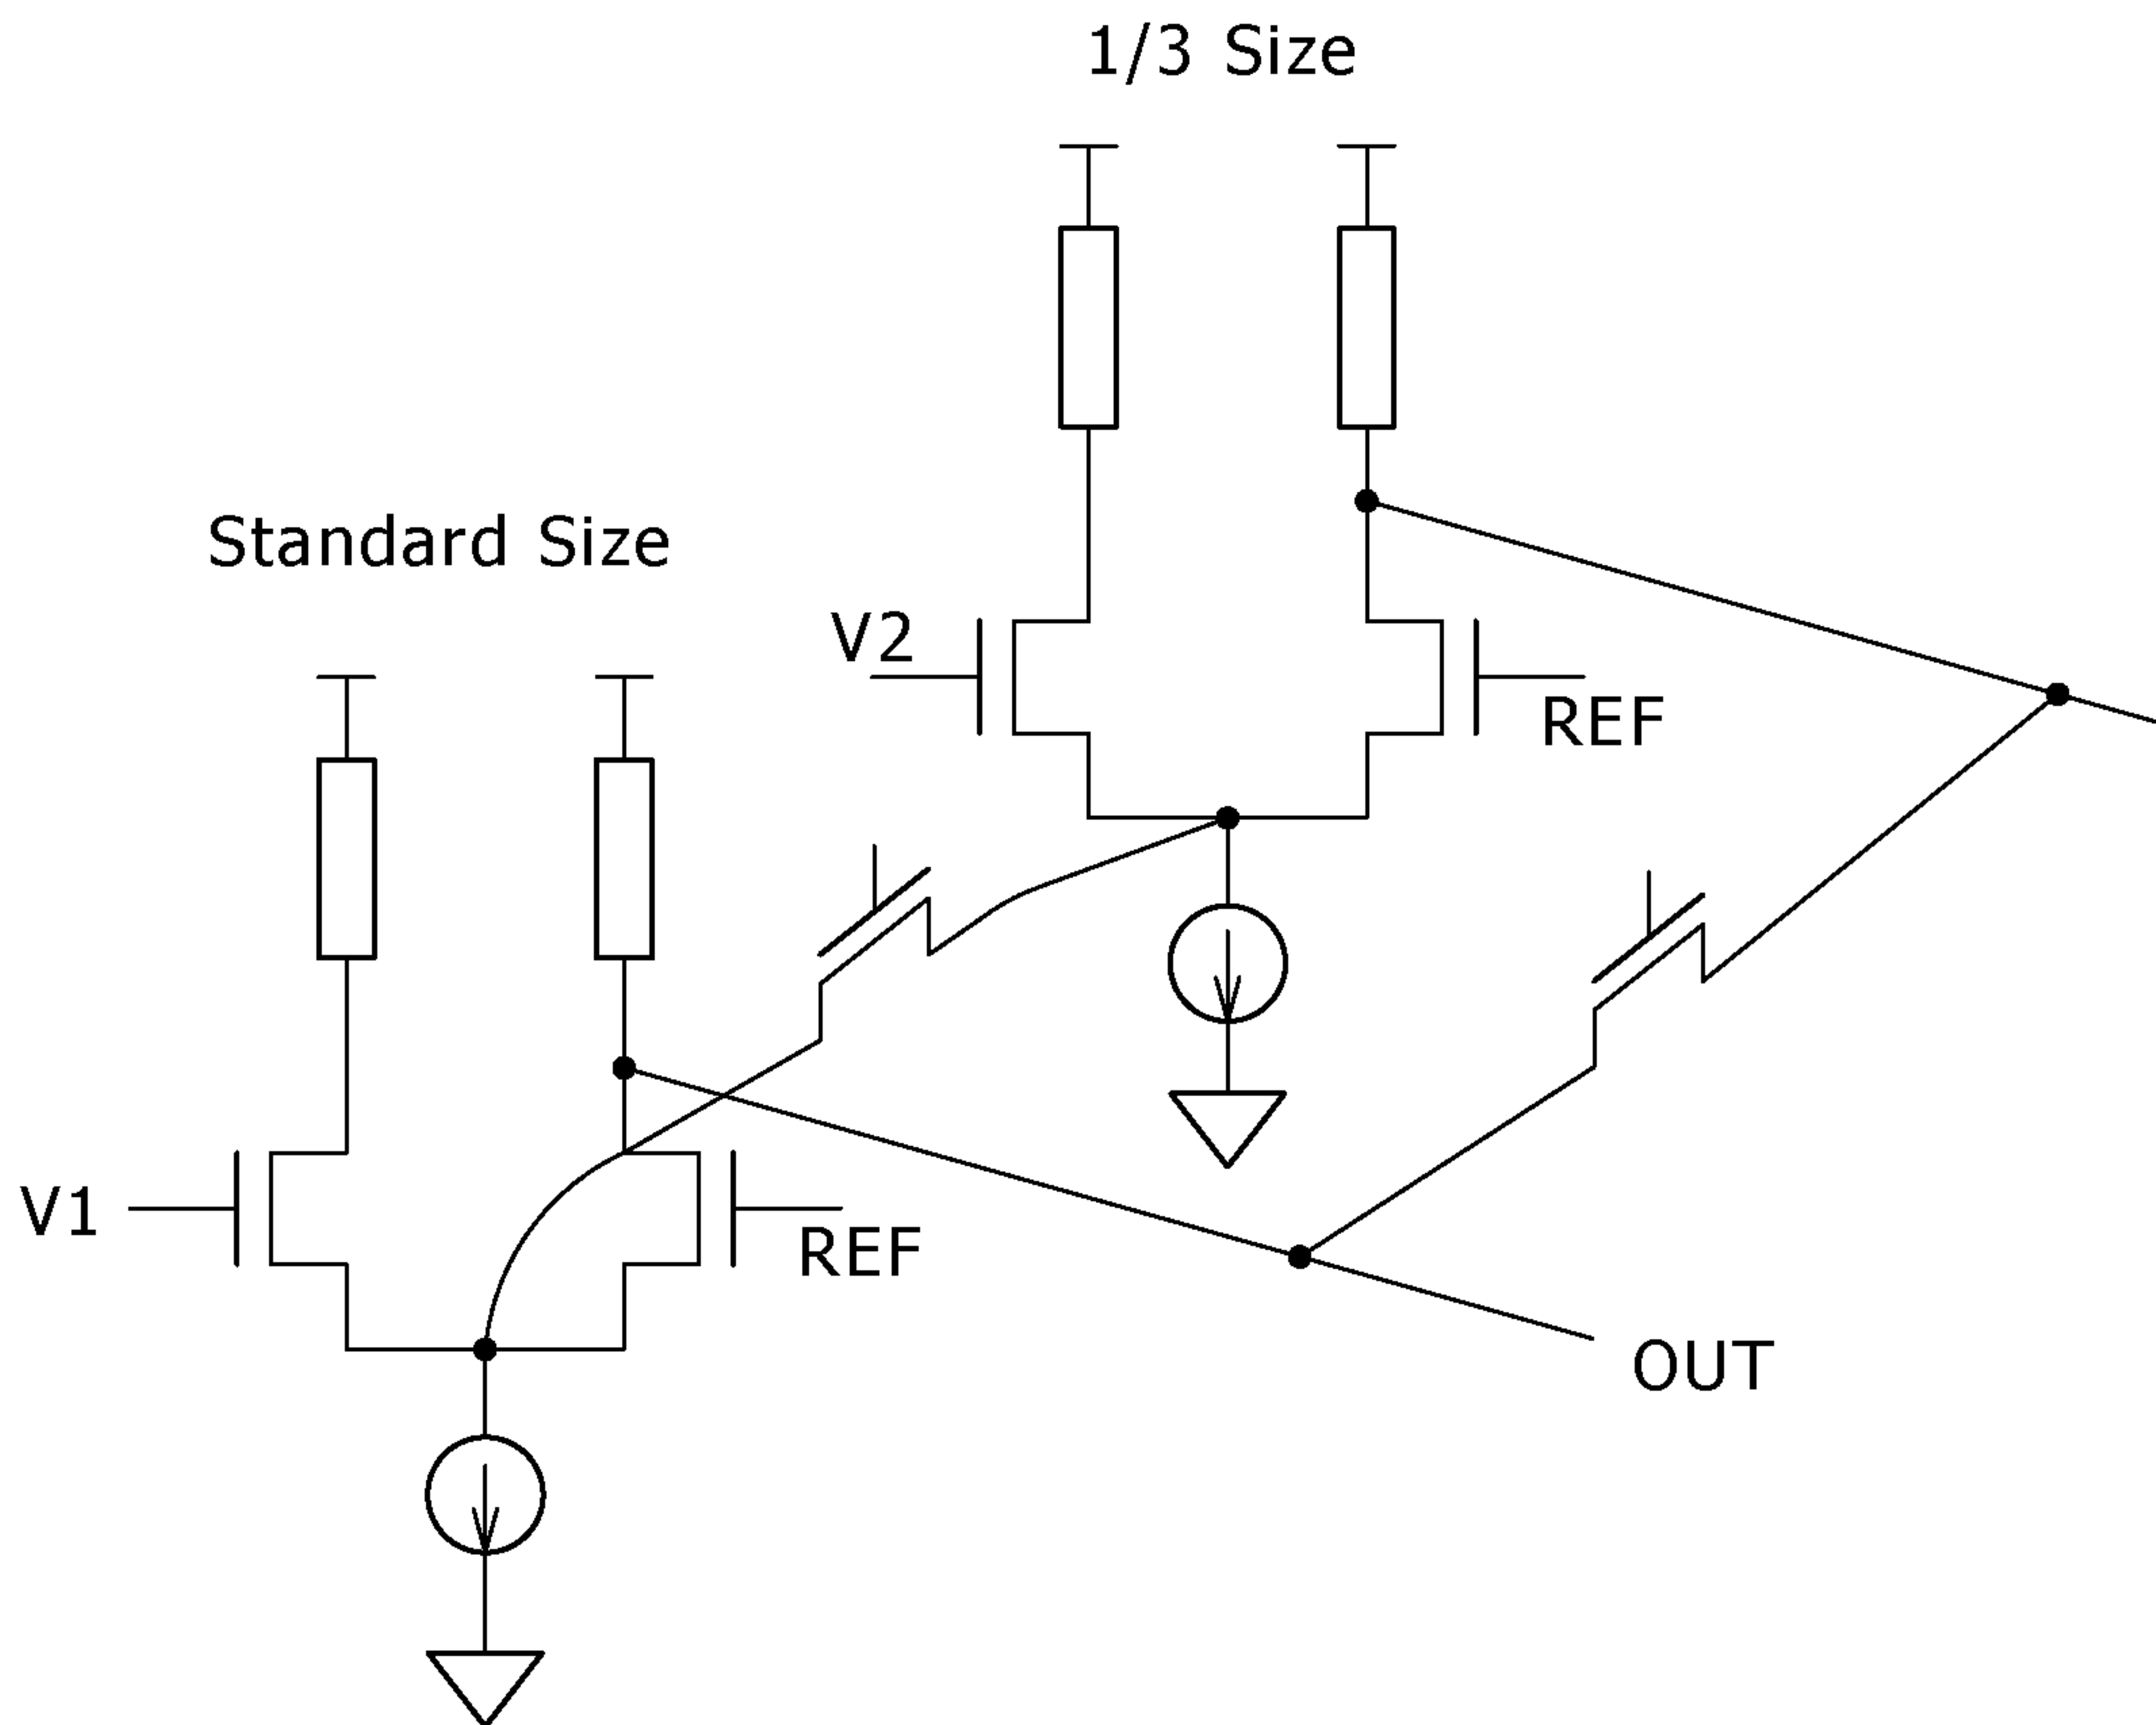 1/3 Size
Standard Size
V2
REF
V1
REF
OUT